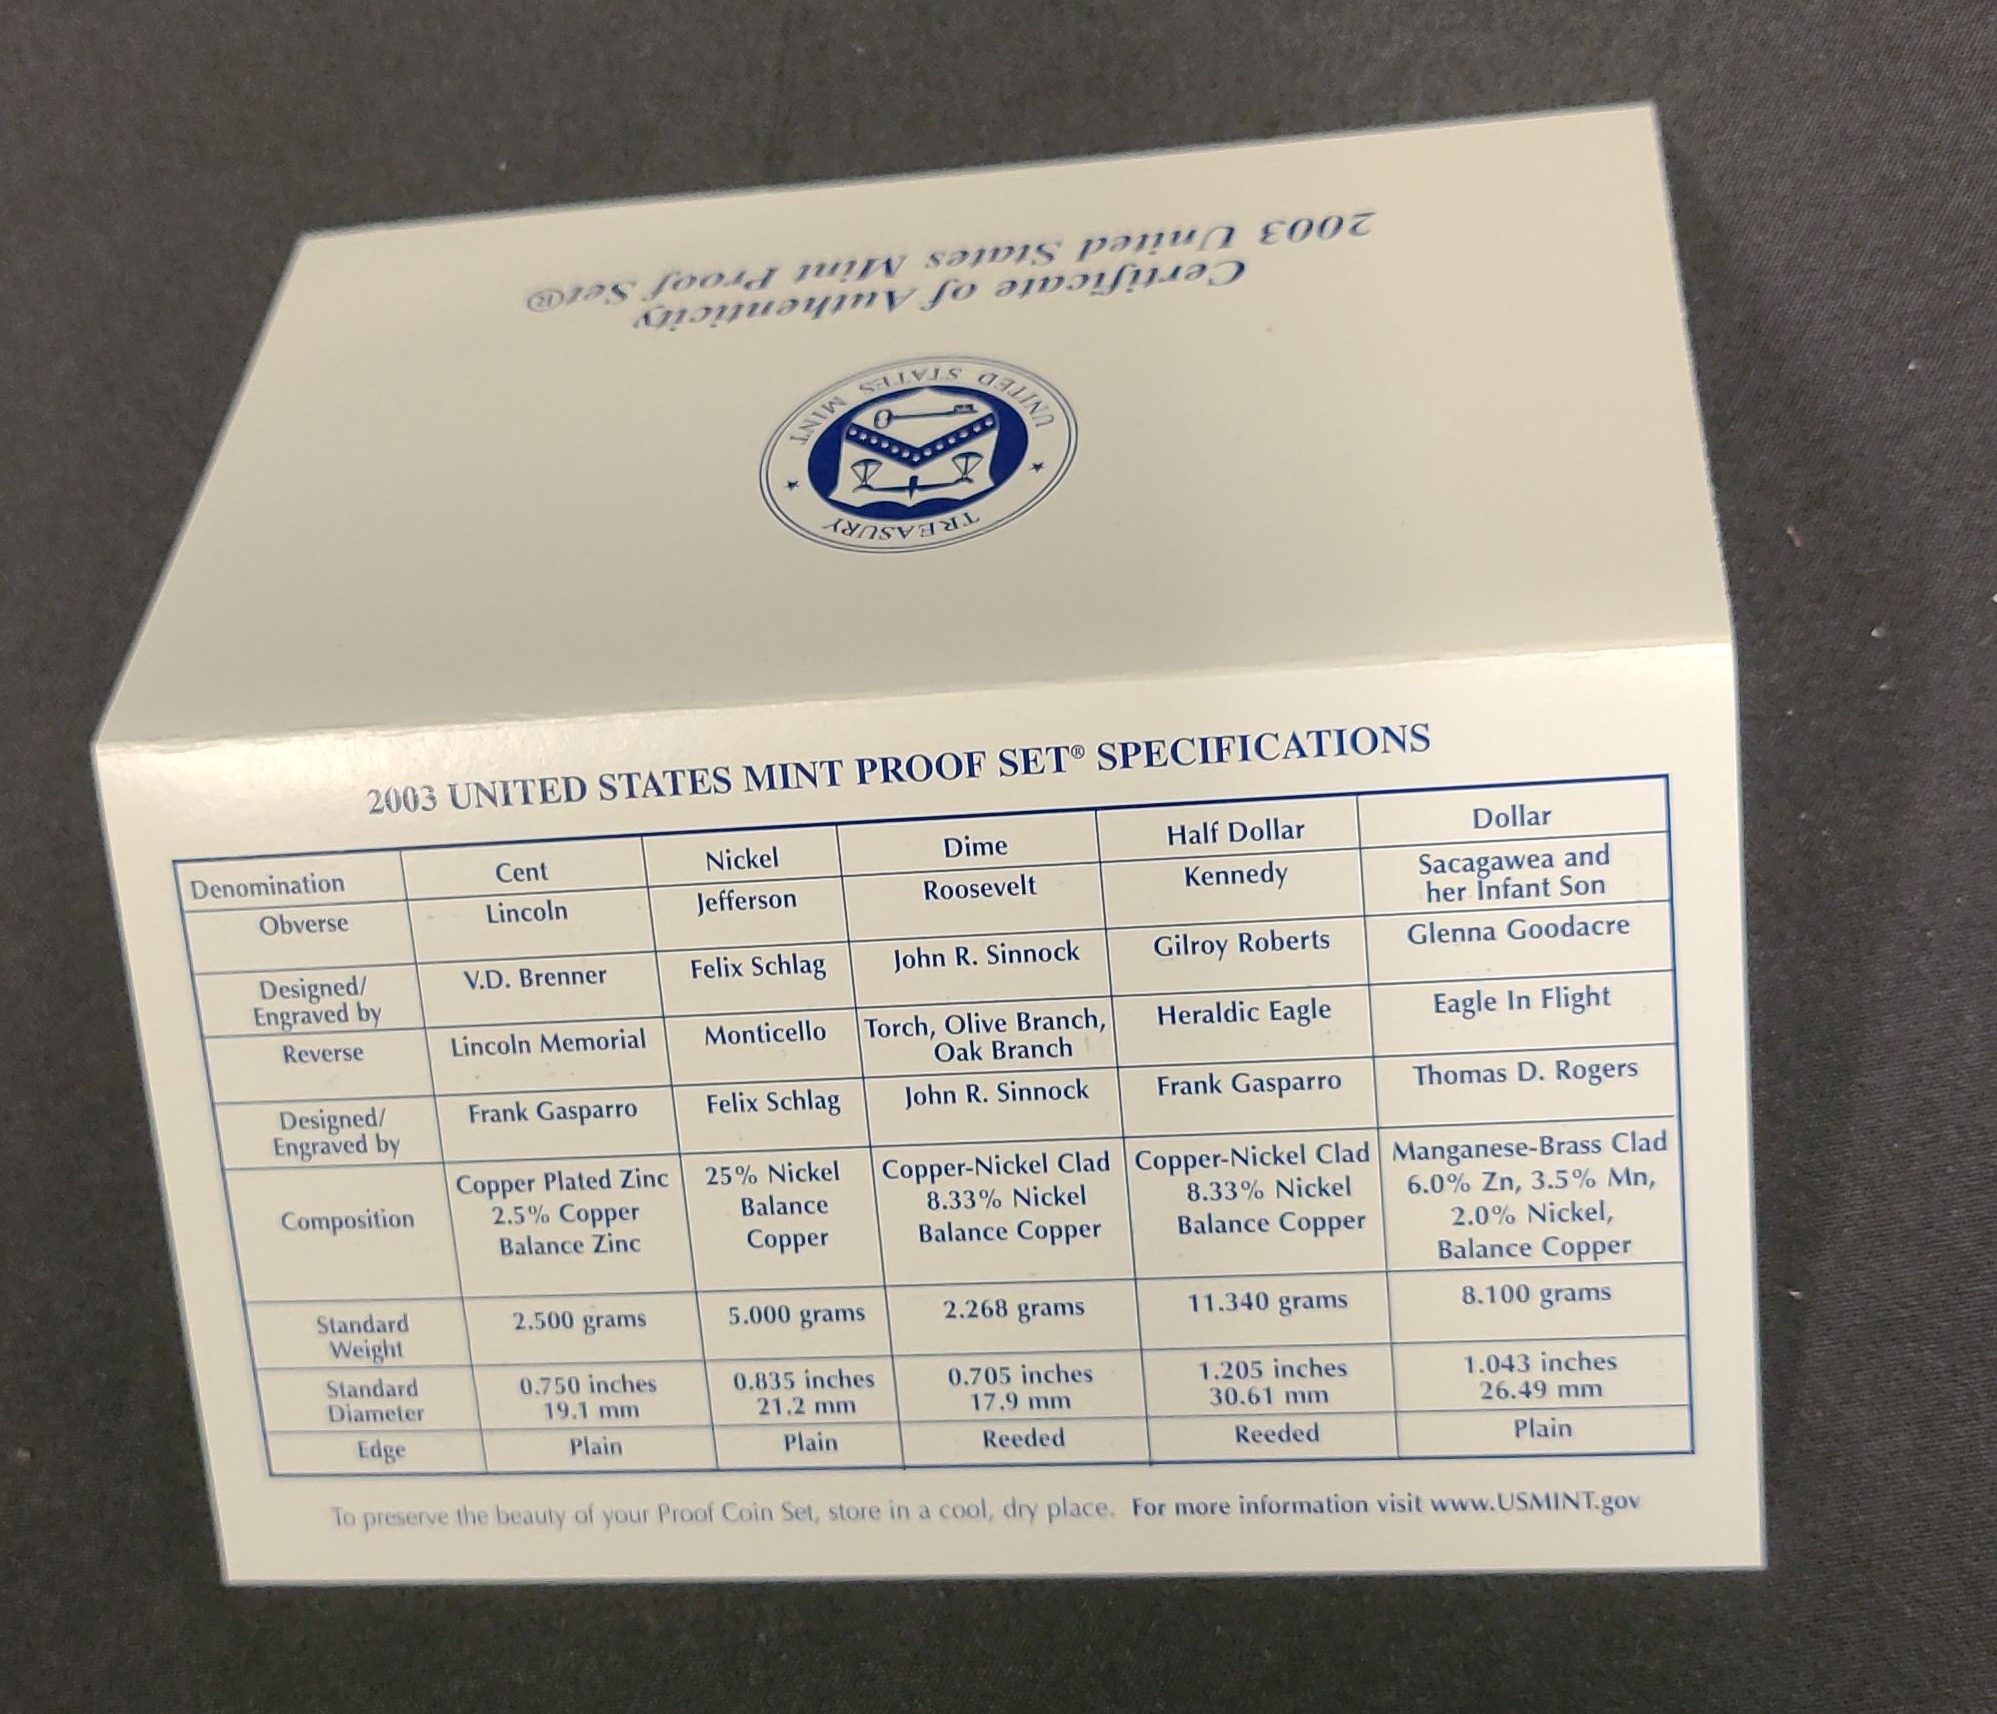 Certificate of Authenticity
2003 United States Mint Proof Set®
TREASURY
UNITED STATES MINT
2003 UNITED STATES MINT PROOF SET® SPECIFICATIONS
Denomination Cent Nickel Dime Half Dollar Dollar
Obverse Lincoln Jefferson Roosevelt Kennedy Sacagawea and
her Infant Son
Designed/ V.D. Brenner Felix Schlag John R. Sinnock Gilroy Roberts Glenna Goodacre
Engraved by
Reverse Lincoln Memorial Monticello Torch, Olive Branch, Heraldic Eagle Eagle In Flight
Oak Branch
Designed/ Frank Gasparro Felix Schlag John R. Sinnock Frank Gasparro Thomas D. Rogers
Engraved by
Copper Plated Zinc 25% Nickel Copper-Nickel Clad Copper-Nickel Clad Manganese-Brass Clad
Composition 2.5% Copper Balance 8.33% Nickel 8.33% Nickel 6.0% Zn, 3.5% Mn,
Balance Zinc Copper Balance Copper Balance Copper 2.0% Nickel,
Balance Copper
Standard 2.500 grams 5.000 grams 2.268 grams 11.340 grams 8.100 grams
Weight
Standard 0.750 inches 0.835 inches 0.705 inches 1.205 inches 1.043 inches
Diameter 19.1 mm 21.2 mm 17.9 mm 30.61 mm 26.49 mm
Edge Plain Plain Reeded Reeded Plain
To preserve the beauty of your Proof Coin Set, store in a cool, dry place. For more information visit www.USMINT.gov